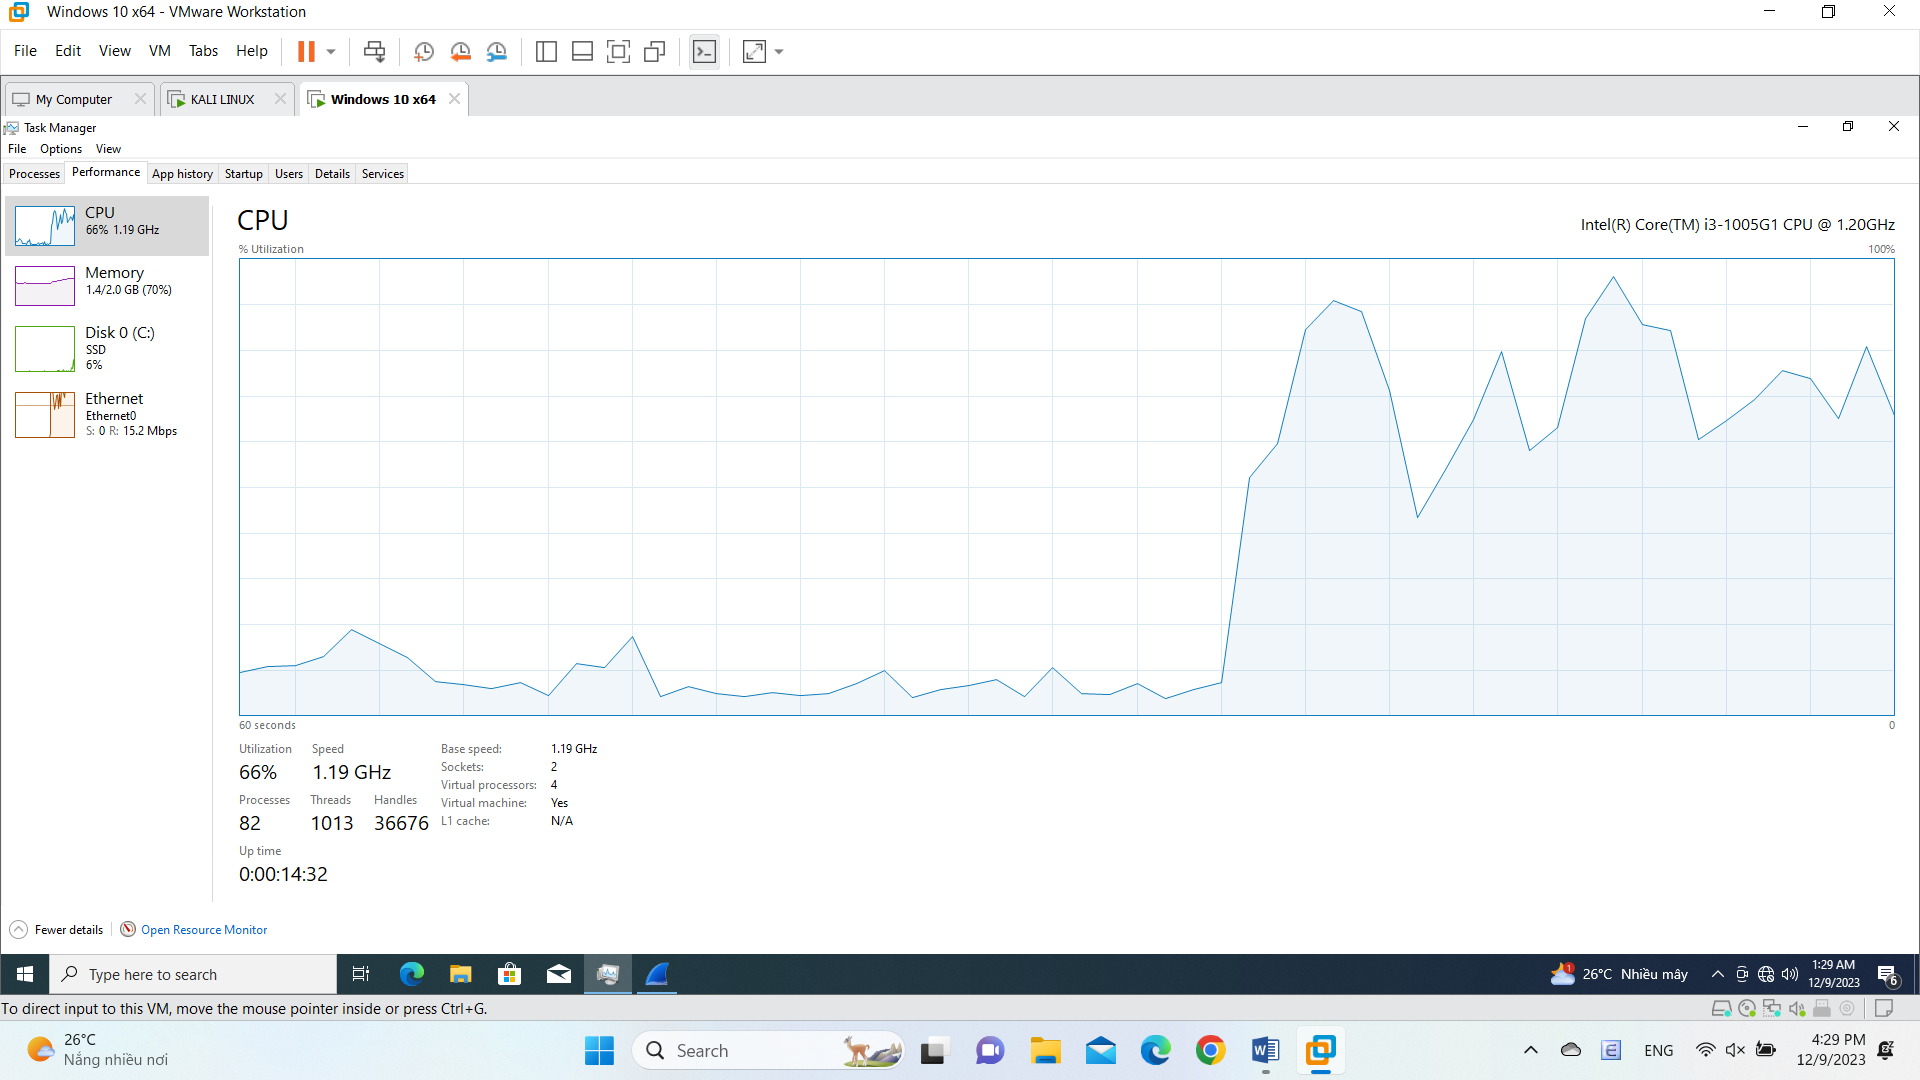 Windows 10 x64 - VMware Workstation
File Edit View VM Tabs Help
My Computer KALI LINUX Windows 10 x64
Task Manager
File Options View
Processes Performance App history Startup Users Details Services
CPU
66% 1.19 GHz
Memory
1.4/2.0 GB (70%)
Disk 0 (C:)
SSD
6%
Ethernet
Ethernet0
S: 0 R: 15.2 Mbps
CPU
Intel(R) Core(TM) i3-1005G1 CPU @ 1.20GHz
% Utilization 100%
60 seconds 0
Utilization Speed
66% 1.19 GHz
Processes Threads Handles
82 1013 36676
Up time
0:00:14:32
Base speed: 1.19 GHz
Sockets: 2
Virtual processors: 4
Virtual machine: Yes
L1 cache: N/A
Fewer details Open Resource Monitor
Type here to search
1 26°C Nhiều mây
1:29 AM
12/9/2023
6
To direct input to this VM, move the mouse pointer inside or press Ctrl+G.
26°C
Nắng nhiều nơi
Search
ENG
4:29 PM
12/9/2023